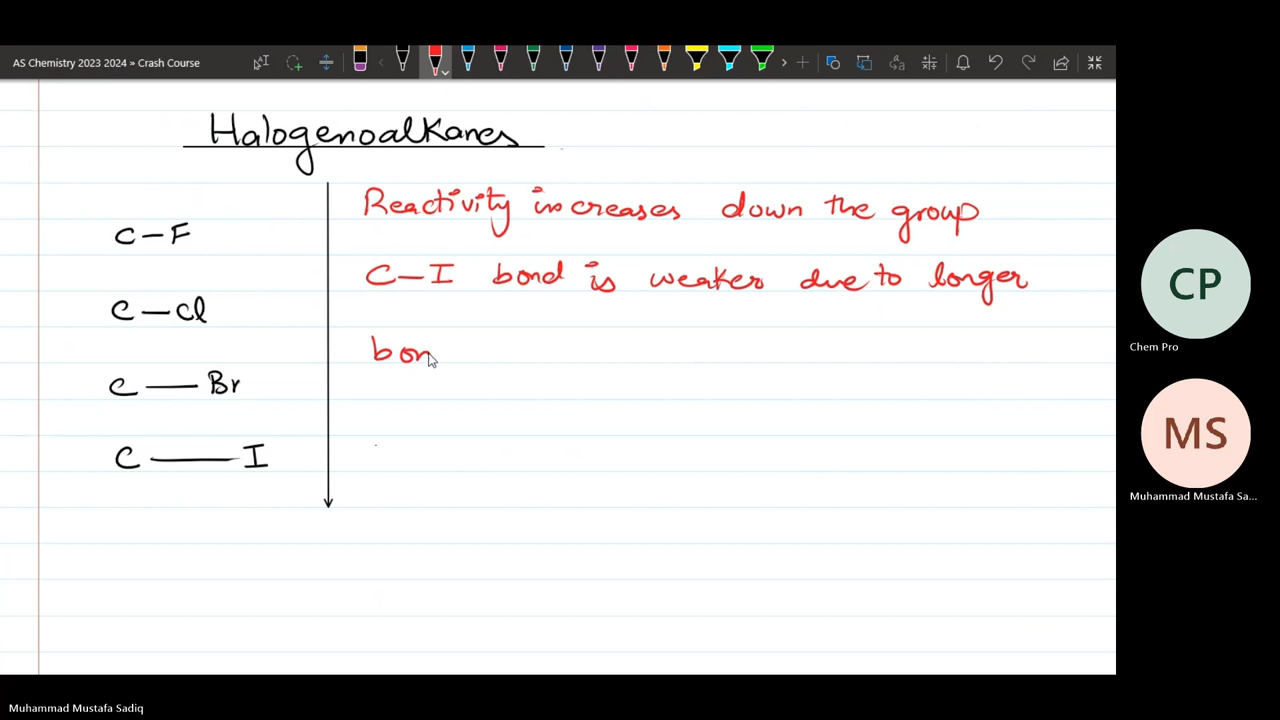 AS Chemistry 2023 2024 » Crash Course
Halogenoalkanes
C-F
C-Cl
C-Br
C-I
Reactivity increases down the group
C-I bond is weaker due to longer
bon
CP
Chem Pro
MS
Muhammad Mustafa Sa...
Muhammad Mustafa Sadiq